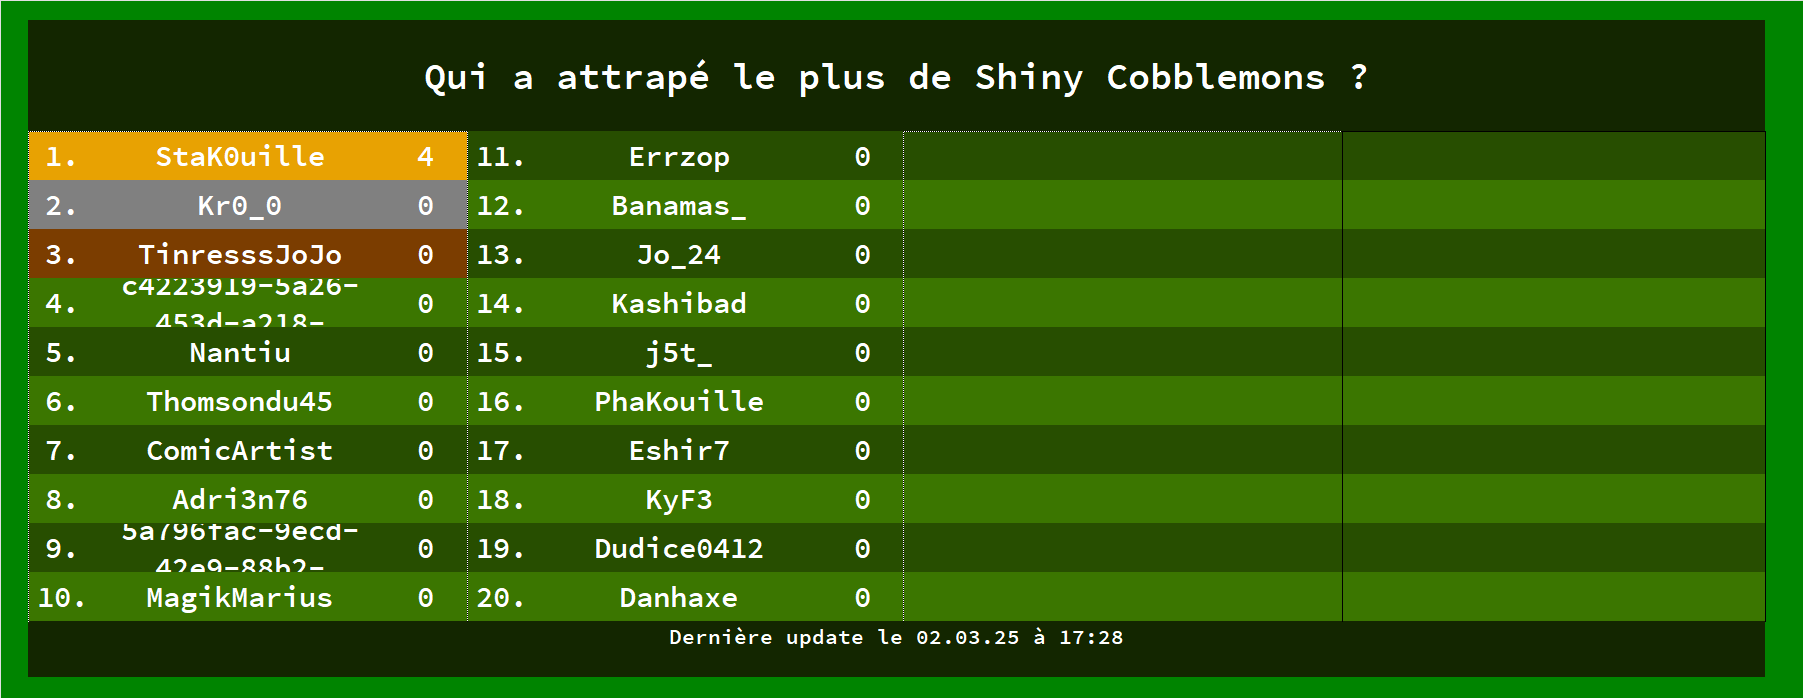 Qui a attrapé le plus de Shiny Cobblemons ?
1. StaK0uille 4
2. Kr0_0 0
3. TinresssJoJo 0
4. c4223919-5a26-453d-a218- 0
5. Nantiu 0
6. Thomsondu45 0
7. ComicArtist 0
8. Adri3n76 0
9. 5a796fac-9ecd-42e9-88b2- 0
10. MagikMarius 0
11. Errzop 0
12. Banamas_ 0
13. Jo_24 0
14. Kashibad 0
15. j5t_ 0
16. PhaKouille 0
17. Eshir7 0
18. KyF3 0
19. Dudice0412 0
20. Danhaxe 0
Dernière update le 02.03.25 à 17:28